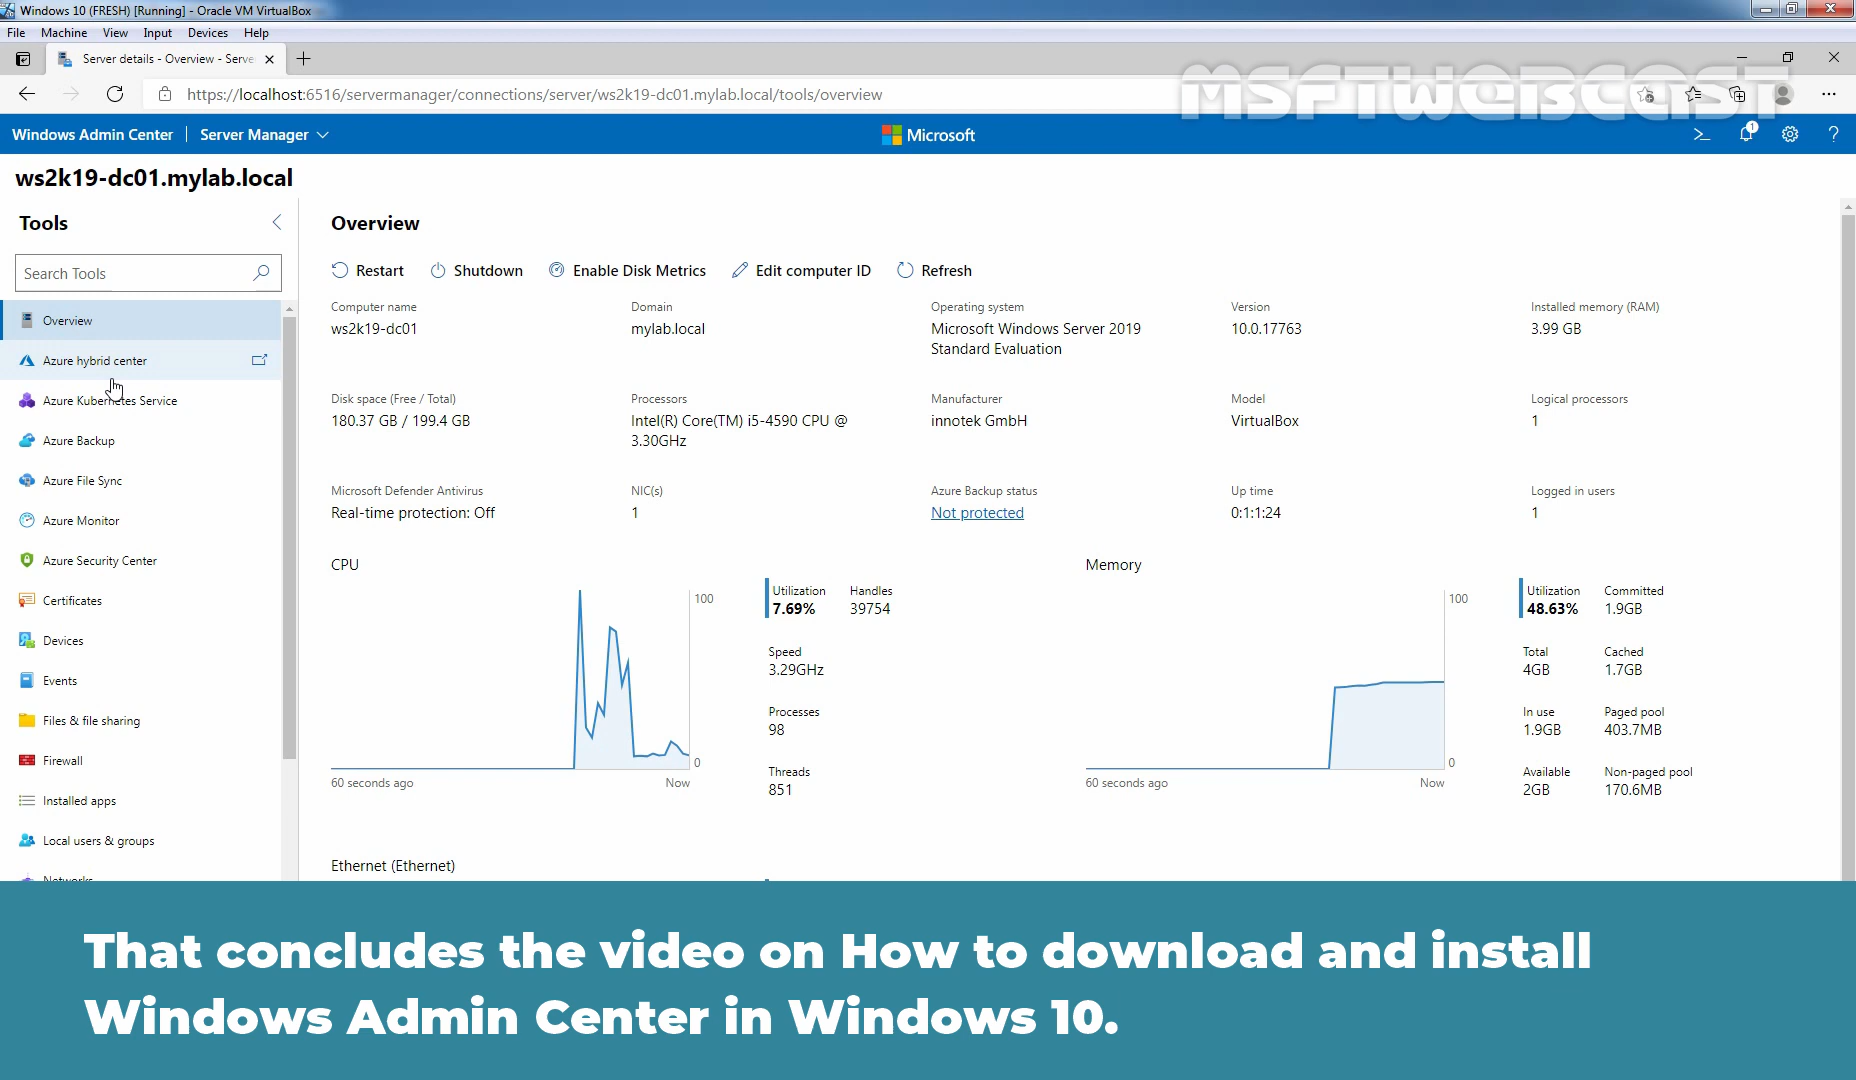 Windows 10 (FRESH) [Running] - Oracle VM VirtualBox
File Machine View Input Devices Help
Server details - Overview - Serve
https://localhost:6516/servermanager/connections/server/ws2k19-dc01.mylab.local/tools/overview
MSFTWEBCAST
Windows Admin Center | Server Manager
Microsoft
1
ws2k19-dc01.mylab.local
Tools
Search Tools
Overview
Azure hybrid center
Azure Kubernetes Service
Azure Backup
Azure File Sync
Azure Monitor
Azure Security Center
Certificates
Devices
Events
Files & file sharing
Firewall
Installed apps
Local users & groups
Networks
Overview
Restart Shutdown Enable Disk Metrics Edit computer ID Refresh
Computer name Domain Operating system Version Installed memory (RAM)
ws2k19-dc01 mylab.local Microsoft Windows Server 2019 10.0.17763 3.99 GB
Standard Evaluation
Disk space (Free / Total) Processors Manufacturer Model Logical processors
180.37 GB / 199.4 GB Intel(R) Core(TM) i5-4590 CPU @ innotek GmbH VirtualBox 1
3.30GHz
Microsoft Defender Antivirus NIC(s) Azure Backup status Up time Logged in users
Real-time protection: Off 1 Not protected 0:1:1:24 1
CPU
100
0
60 seconds ago Now
Utilization Handles
7.69% 39754
Speed
3.29GHz
Processes
98
Threads
851
Memory
100
0
60 seconds ago Now
Utilization Committed
48.63% 1.9GB
Total Cached
4GB 1.7GB
In use Paged pool
1.9GB 403.7MB
Available Non-paged pool
2GB 170.6MB
Ethernet (Ethernet)
That concludes the video on How to download and install
Windows Admin Center in Windows 10.